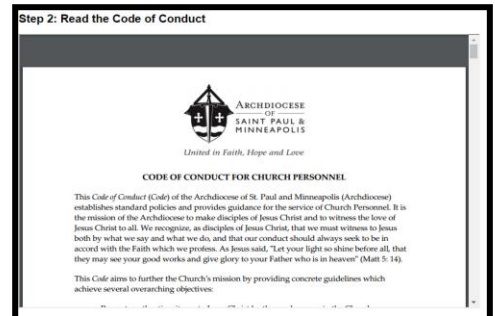 Step 2: Read the Code of Conduct
ARCHDIOCESE
OF
SAINT PAUL &
MINNEAPOLIS
United in Faith, Hope and Love
CODE OF CONDUCT FOR CHURCH PERSONNEL
This Code of Conduct (Code) of the Archdiocese of St. Paul and Minneapolis (Archdiocese)
establishes standard policies and provides guidance for the service of Church Personnel. It is
the mission of the Archdiocese to make disciples of Jesus Christ and to witness the love of
Jesus Christ to all. We recognize, as disciples of Jesus Christ, that we must witness to Jesus
both by what we say and what we do, and that our conduct should always seek to be in
accord with the Faith which we profess. As Jesus said, "Let your light so shine before all, that
they may see your good works and give glory to your Father who is in heaven" (Matt 5: 14).
This Code aims to further the Church's mission by providing concrete guidelines which
achieve several overarching objectives: